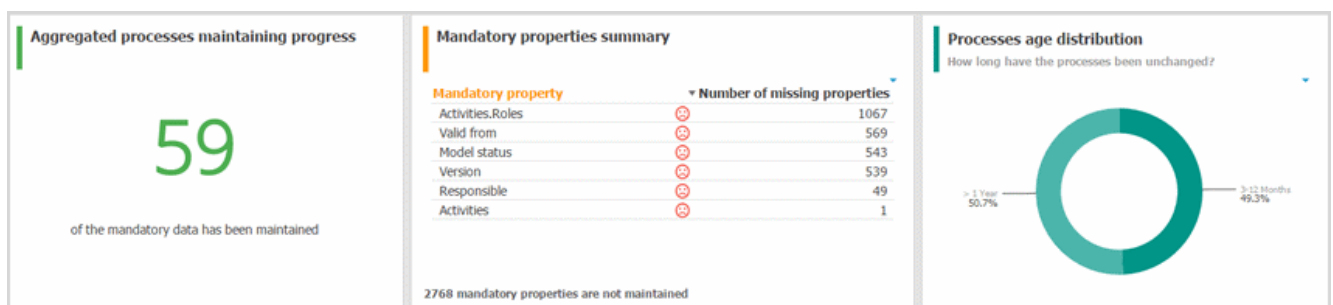 Aggregated processes maintaining progress
59
of the mandatory data has been maintained
Mandatory properties summary
Mandatory property Number of missing properties
Activities.Roles 1067
Valid from 569
Model status 543
Version 539
Responsible 49
Activities 1
2768 mandatory properties are not maintained
Processes age distribution
How long have the processes been unchanged?
> 1 Year
50.7%
3-12 Months
49.3%